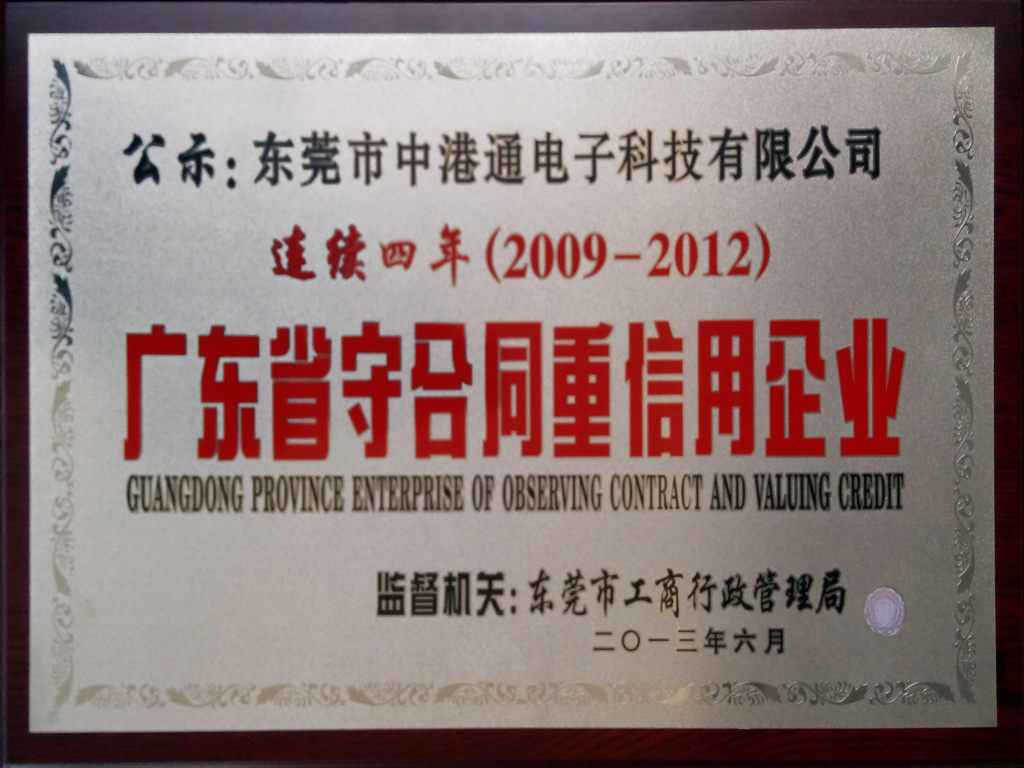 公示:东莞市中港通电子科技有限公司
连续四年(2009-2012)
广东省守合同重信用企业
GUANGDONG PROVINCE ENTERPRISE OF OBSERVING CONTRACT AND VALUING CREDIT
监督机关:东莞市工商行政管理局
二〇一三年六月